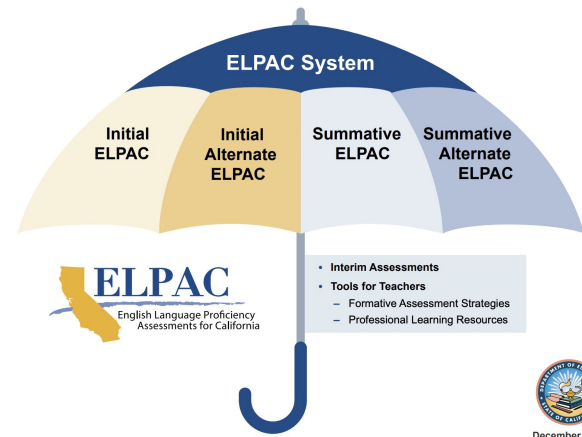 ELPAC System
Initial
ELPAC
Initial
Alternate
ELPAC
Summative
ELPAC
Summative
Alternate
ELPAC
ELPAC
English Language Proficiency
Assessments for California
• Interim Assessments
• Tools for Teachers
– Formative Assessment Strategies
– Professional Learning Resources
December